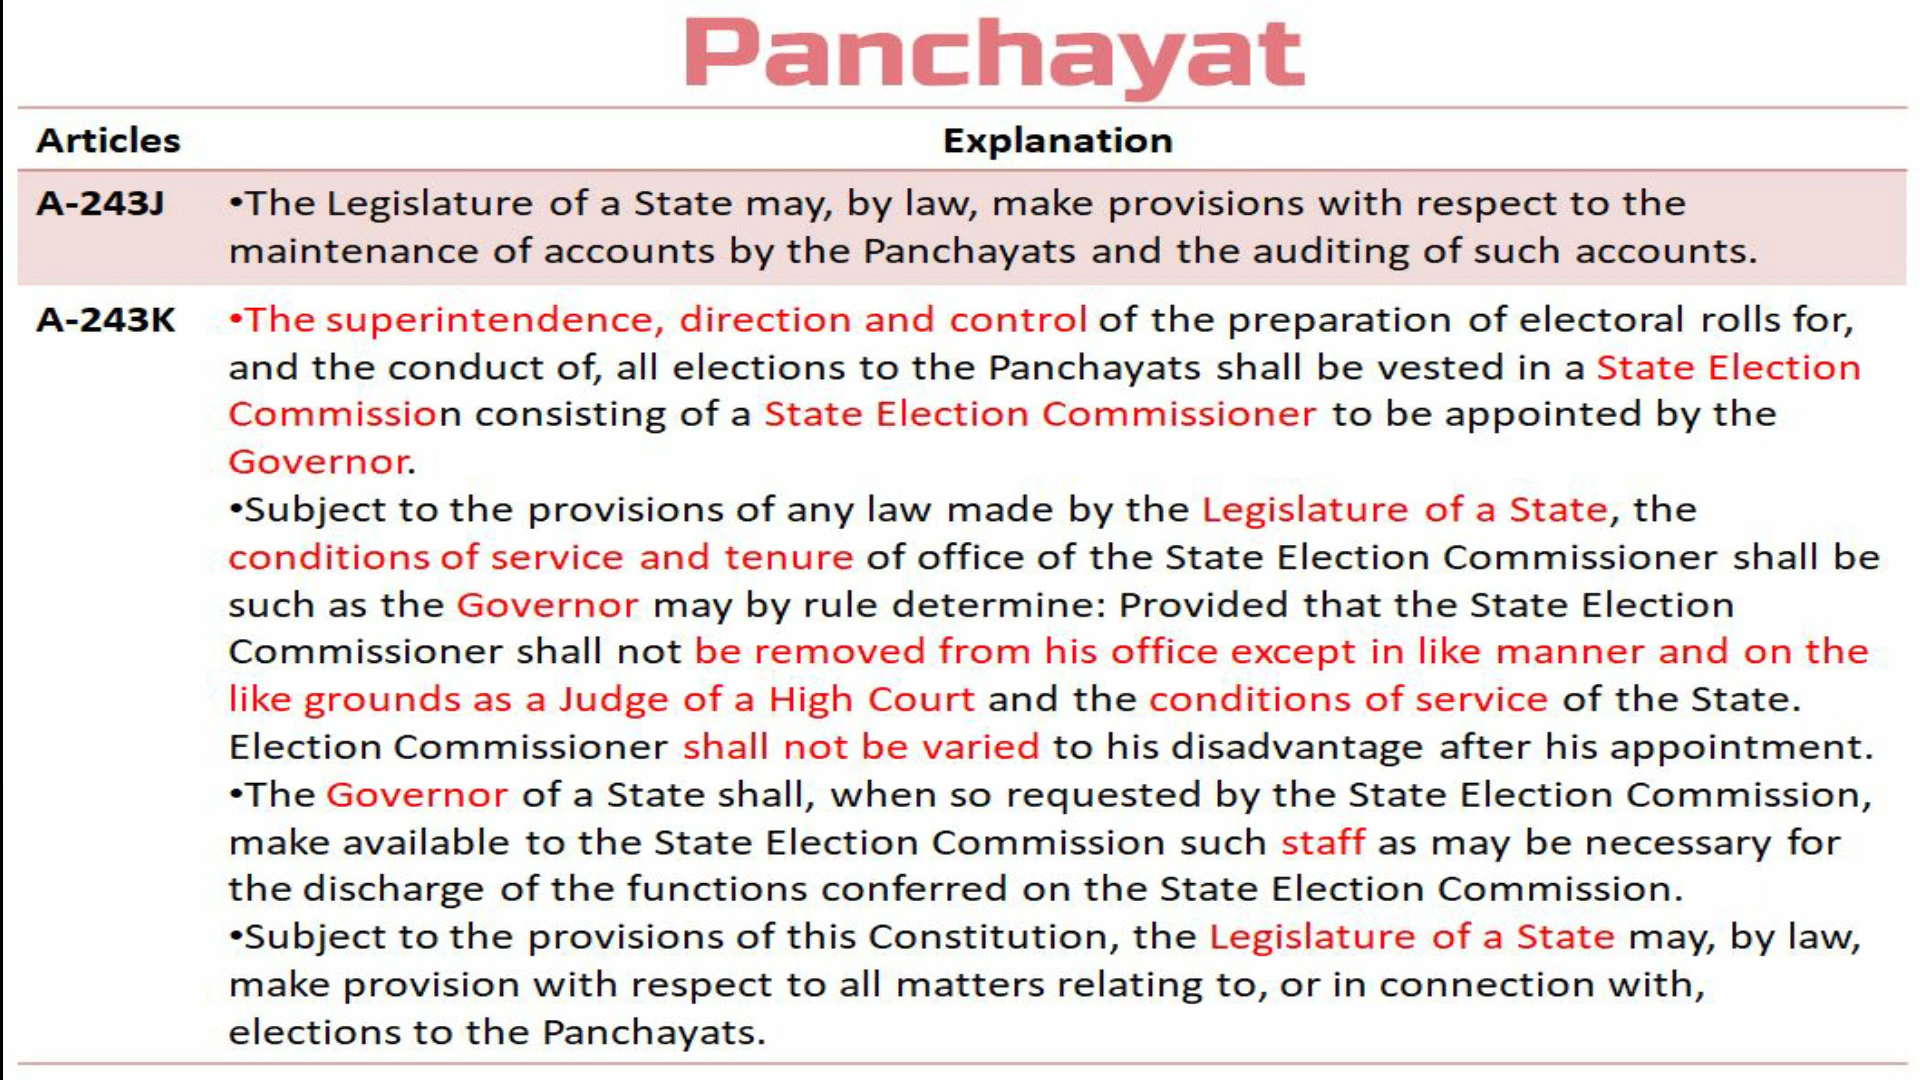 Panchayat
Articles Explanation
A-243J •The Legislature of a State may, by law, make provisions with respect to the
maintenance of accounts by the Panchayats and the auditing of such accounts.
A-243K •The superintendence, direction and control of the preparation of electoral rolls for,
and the conduct of, all elections to the Panchayats shall be vested in a State Election
Commission consisting of a State Election Commissioner to be appointed by the
Governor.
•Subject to the provisions of any law made by the Legislature of a State, the
conditions of service and tenure of office of the State Election Commissioner shall be
such as the Governor may by rule determine: Provided that the State Election
Commissioner shall not be removed from his office except in like manner and on the
like grounds as a Judge of a High Court and the conditions of service of the State.
Election Commissioner shall not be varied to his disadvantage after his appointment.
•The Governor of a State shall, when so requested by the State Election Commission,
make available to the State Election Commission such staff as may be necessary for
the discharge of the functions conferred on the State Election Commission.
•Subject to the provisions of this Constitution, the Legislature of a State may, by law,
make provision with respect to all matters relating to, or in connection with,
elections to the Panchayats.